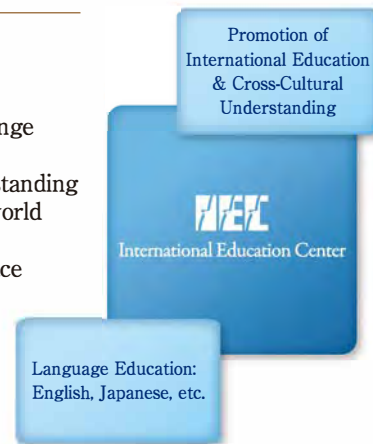 Promotion of
International Education
& Cross-Cultural
Understanding
IEC
International Education Center
Language Education:
English, Japanese, etc.